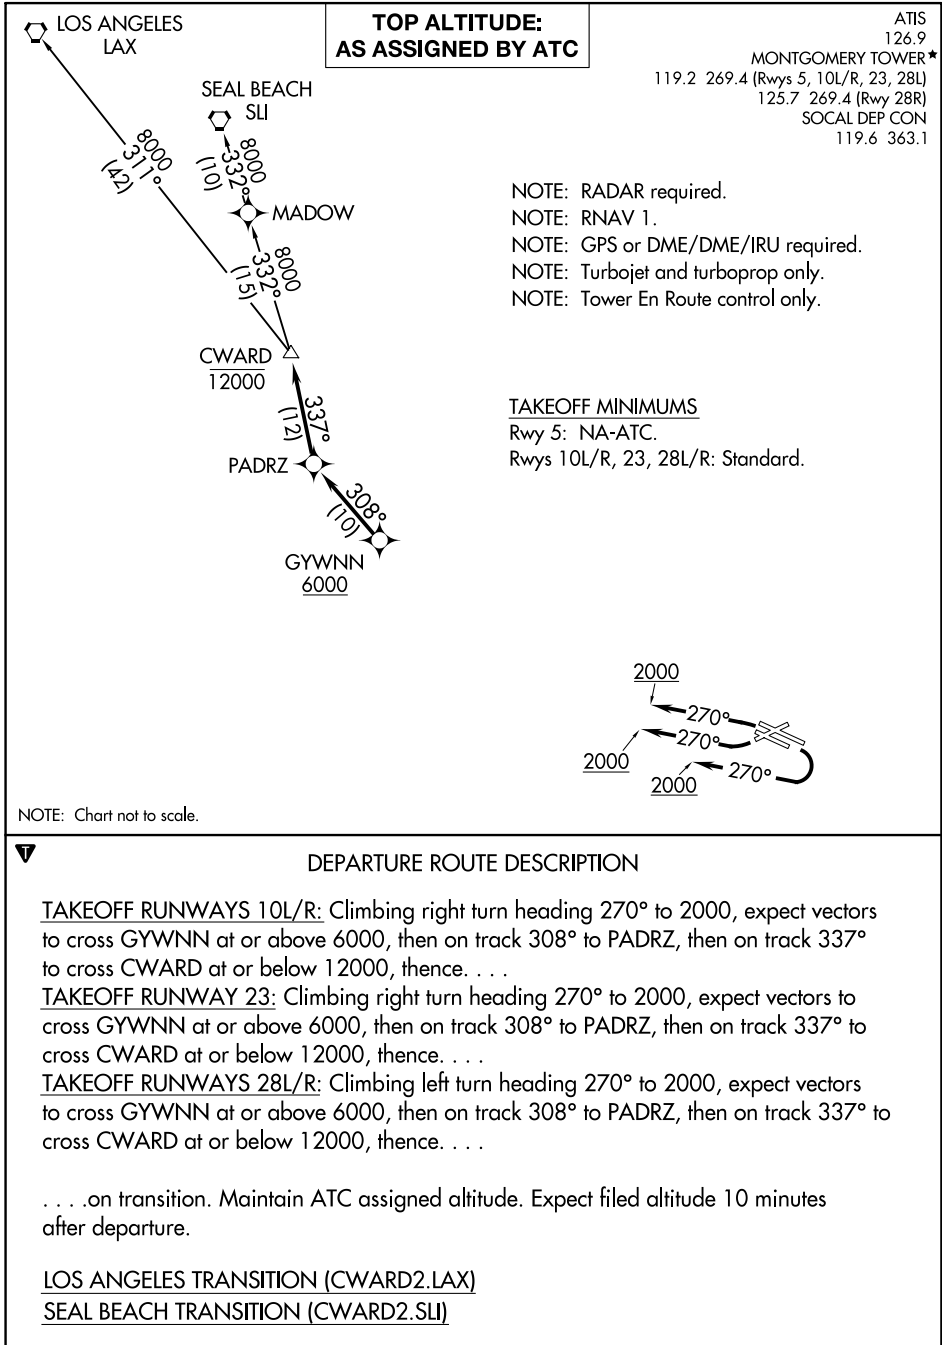 LOS ANGELES
LAX
TOP ALTITUDE:
AS ASSIGNED BY ATC
ATIS
126.9
MONTGOMERY TOWER★
119.2 269.4 (Rwys 5, 10L/R, 23, 28L)
125.7 269.4 (Rwy 28R)
SOCAL DEP CON
119.6 363.1
SEAL BEACH
SLI
8000
311°
(42)
8000
332°
(10)
MADOW
8000
332°
(15)
NOTE: RADAR required.
NOTE: RNAV 1.
NOTE: GPS or DME/DME/IRU required.
NOTE: Turbojet and turboprop only.
NOTE: Tower En Route control only.
CWARD
12000
337°
(12)
TAKEOFF MINIMUMS
Rwy 5: NA-ATC.
Rwys 10L/R, 23, 28L/R: Standard.
PADRZ
308°
(10)
GYWNN
6000
2000
270°
270°
2000
270°
2000
NOTE: Chart not to scale.
T
DEPARTURE ROUTE DESCRIPTION
TAKEOFF RUNWAYS 10L/R: Climbing right turn heading 270° to 2000, expect vectors
to cross GYWNN at or above 6000, then on track 308° to PADRZ, then on track 337°
to cross CWARD at or below 12000, thence. . . .
TAKEOFF RUNWAY 23: Climbing right turn heading 270° to 2000, expect vectors to
cross GYWNN at or above 6000, then on track 308° to PADRZ, then on track 337° to
cross CWARD at or below 12000, thence. . . .
TAKEOFF RUNWAYS 28L/R: Climbing left turn heading 270° to 2000, expect vectors
to cross GYWNN at or above 6000, then on track 308° to PADRZ, then on track 337° to
cross CWARD at or below 12000, thence. . . .
. . . .on transition. Maintain ATC assigned altitude. Expect filed altitude 10 minutes
after departure.
LOS ANGELES TRANSITION (CWARD2.LAX)
SEAL BEACH TRANSITION (CWARD2.SLI)